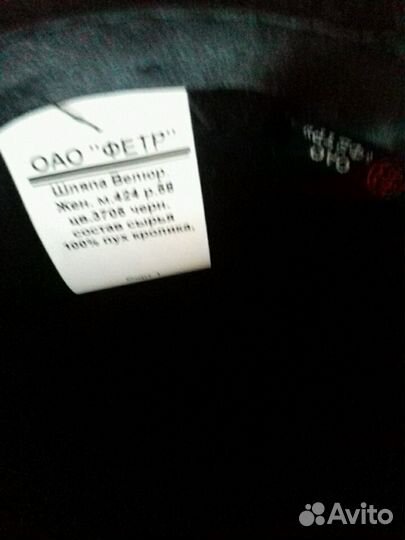 ОАО "ФЕТР"
Шляпа Велюр.
Жен. м.424 р.58
цв.3708 черн.
состав сырья
100% пух кролика.
Avito